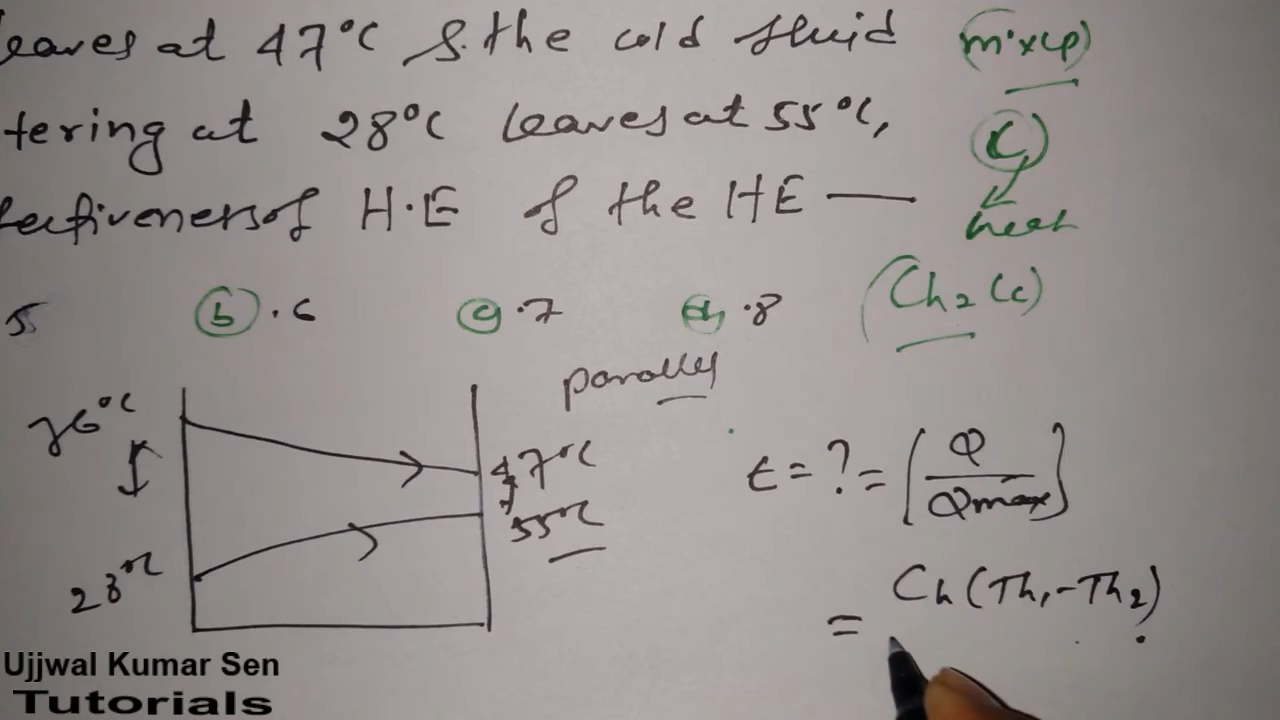 leaves at 47°C & the cold fluid (ṁ×Cp)
tering at 28°C leaves at 55°C, (C)
fectiveness of H.E of the HE — heat
5 (b) .6 (c) .7 (d) .8 (Ch = Cc)
parallel
76°C
47°C
55°C
28°C
ε = ? = [Q / Qmax]
= Ch (Th1 - Th2)
Ujjwal Kumar Sen
Tutorials